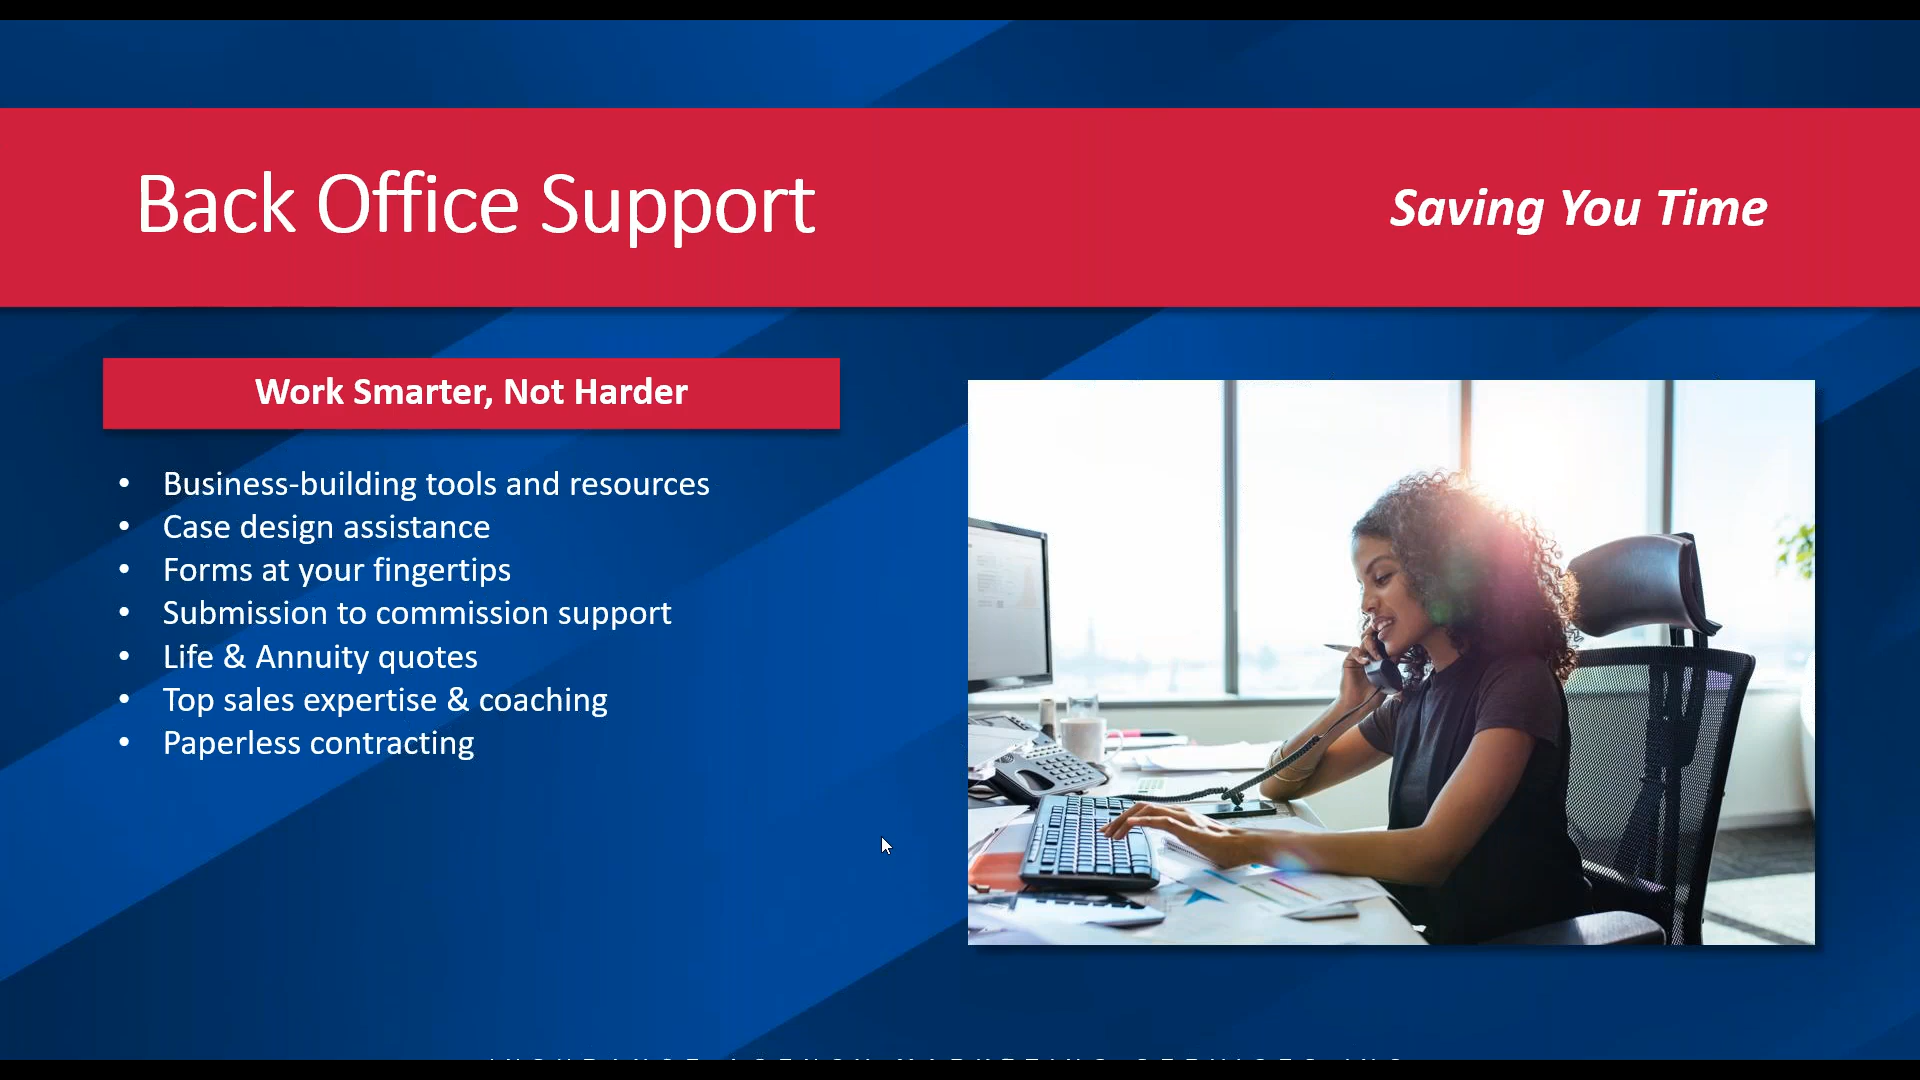 Back Office Support
Saving You Time
Work Smarter, Not Harder
• Business-building tools and resources
• Case design assistance
• Forms at your fingertips
• Submission to commission support
• Life & Annuity quotes
• Top sales expertise & coaching
• Paperless contracting